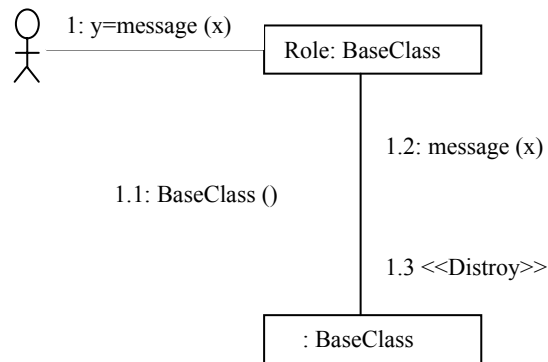 1: y=message (x)
Role: BaseClass
1.2: message (x)
1.1: BaseClass ()
1.3 <<Distroy>>
: BaseClass